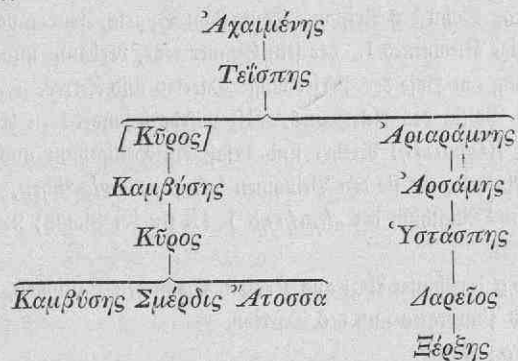 Ἀχαιμένης
Τεΐσπης
[Κῦρος] Ἀριαράμνης
Καμβύσης Ἀρσάμης
Κῦρος Ὑστάσπης
Καμβύσης Σμέρδις Ἄτοσσα Δαρεῖος
Ξέρξης